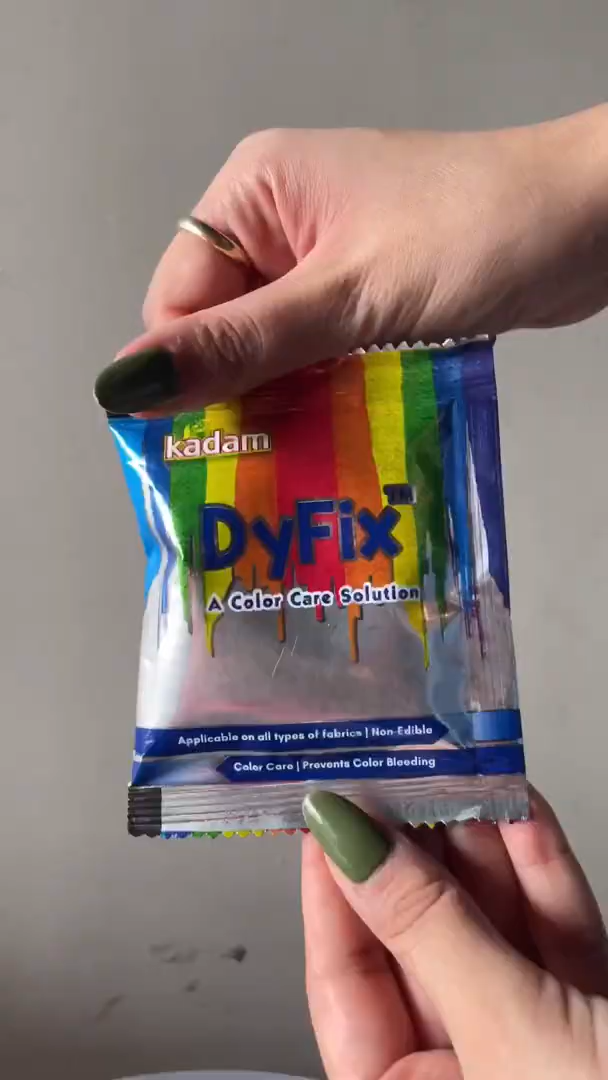 kadam
DyFix™
A Color Care Solution
Applicable on all types of fabrics | Non-Edible
Color Care | Prevents Color Bleeding